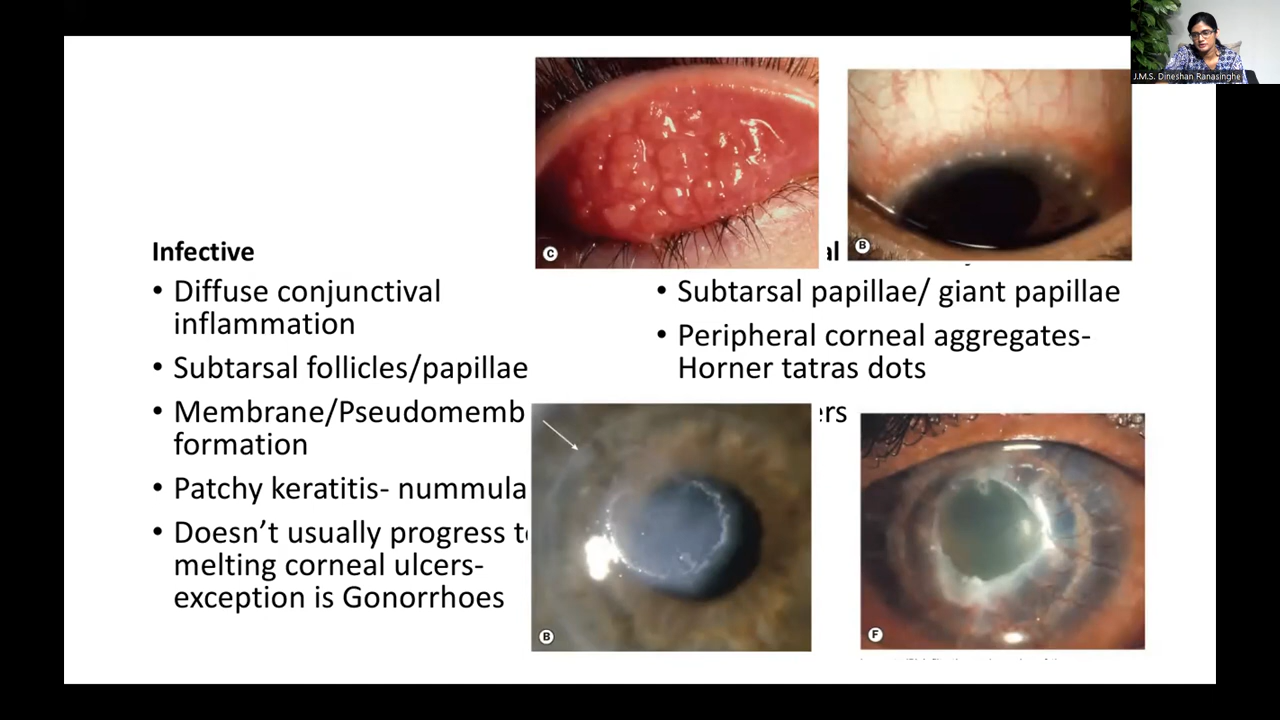 J.M.S. Dineshan Ranasinghe
Infective
• Diffuse conjunctival
inflammation
• Subtarsal follicles/papillae
• Membrane/Pseudomemb
formation
• Patchy keratitis- nummula
• Doesn’t usually progress
melting corneal ulcers-
exception is Gonorrhoes
C
B
• Subtarsal papillae/ giant papillae
• Peripheral corneal aggregates-
Horner tatras dots
ers
B
F